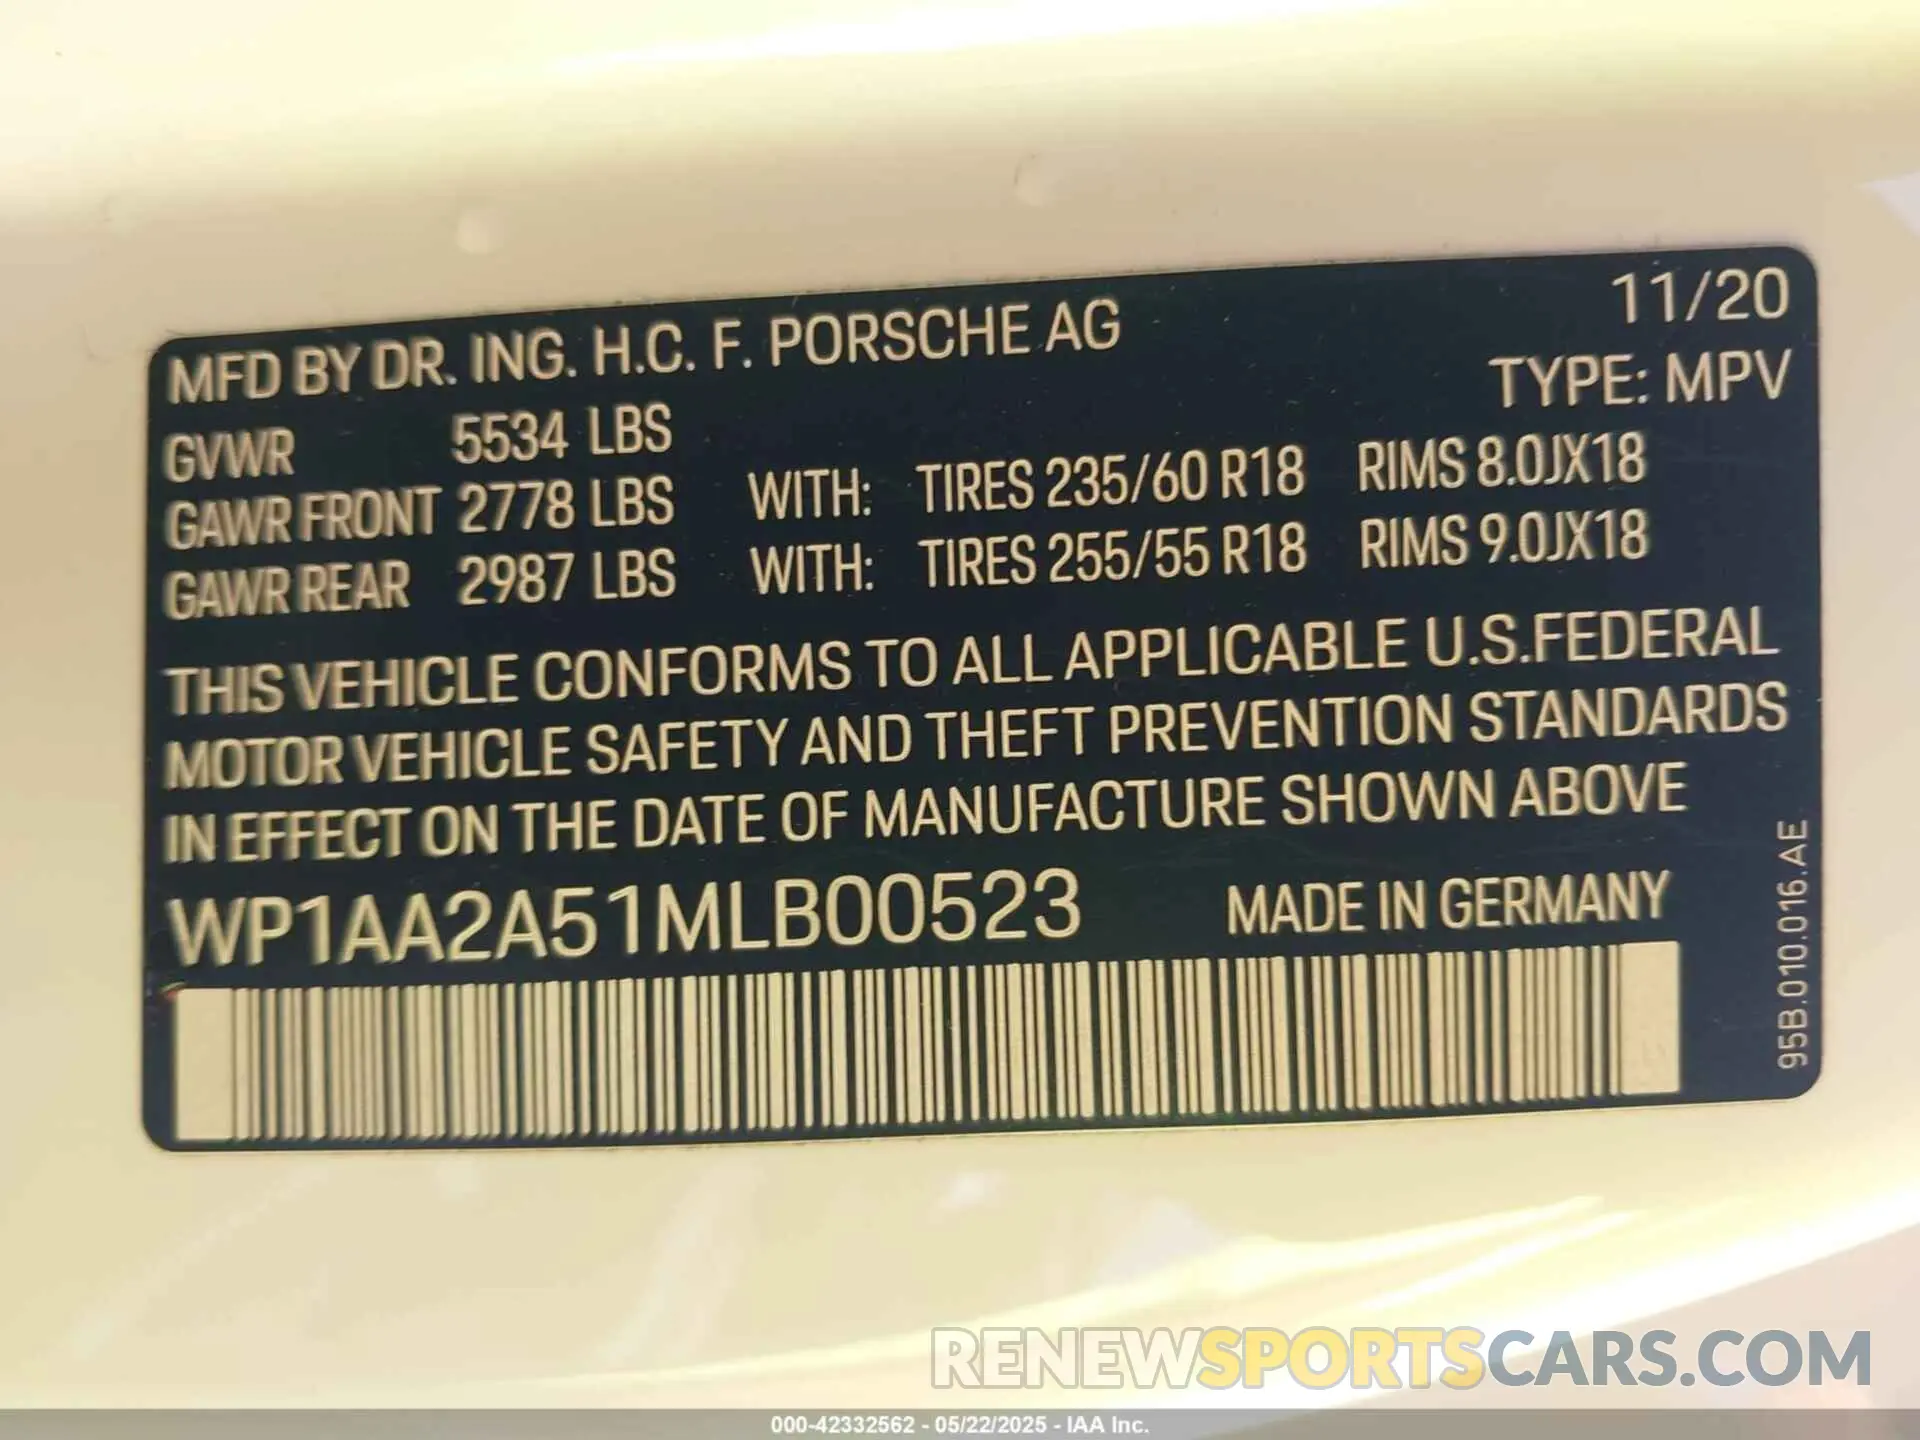 MFD BY DR. ING. H.C. F. PORSCHE AG 11/20
TYPE: MPV
GVWR 5534 LBS
GAWR FRONT 2778 LBS WITH: TIRES 235/60 R18 RIMS 8.0JX18
GAWR REAR 2987 LBS WITH: TIRES 255/55 R18 RIMS 9.0JX18
THIS VEHICLE CONFORMS TO ALL APPLICABLE U.S.FEDERAL
MOTOR VEHICLE SAFETY AND THEFT PREVENTION STANDARDS
IN EFFECT ON THE DATE OF MANUFACTURE SHOWN ABOVE
WP1AA2A51MLB00523 MADE IN GERMANY
95B.010.016.AE
RENEWSPORTSCARS.COM
000-42332562 - 05/22/2025 - IAA Inc.